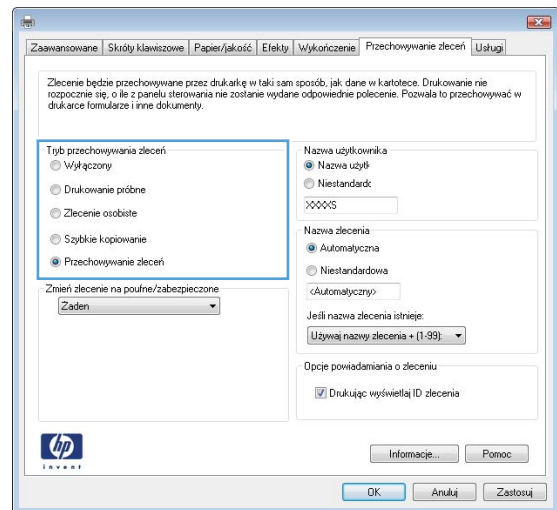 Zaawansowane
Skróty klawiszowe
Papier/jakość
Efekty
Wykończenie
Przechowywanie zleceń
Usługi
Zlecenie będzie przechowywane przez drukarkę w taki sam sposób, jak dane w kartotece. Drukowanie nie
rozpocznie się, o ile z panelu sterowania nie zostanie wydane odpowiednie polecenie. Pozwala to przechowywać w
drukarce formularze i inne dokumenty.
Tryb przechowywania zleceń
Wyłączony
Drukowanie próbne
Zlecenie osobiste
Szybkie kopiowanie
Przechowywanie zleceń
Zmień zlecenie na poufne/zabezpieczone
Żaden
Nazwa użytkownika
Nazwa użytk
Niestandardc
XXXXS
Nazwa zlecenia
Automatyczna
Niestandardowa
<Automatyczny>
Jeśli nazwa zlecenia istnieje:
Używaj nazwy zlecenia + (1-99):
Opcje powiadamiania o zleceniu
Drukując wyświetlaj ID zlecenia
hp
invent
Informacje...
Pomoc
OK
Anuluj
Zastosuj